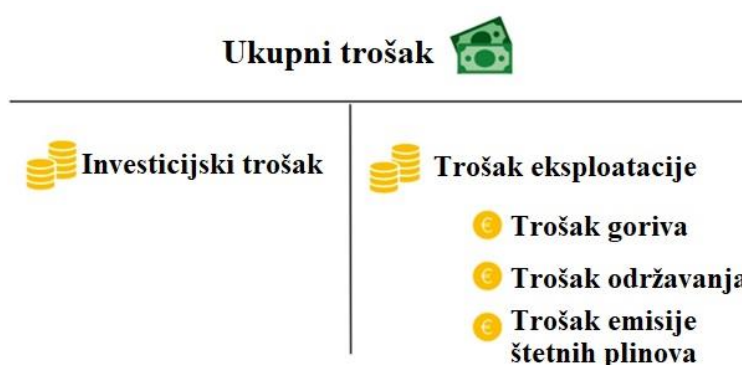 Ukupni trošak
Investicijski trošak
Trošak eksploatacije
€ Trošak goriva
€ Trošak održavanja
€ Trošak emisije
štetnih plinova